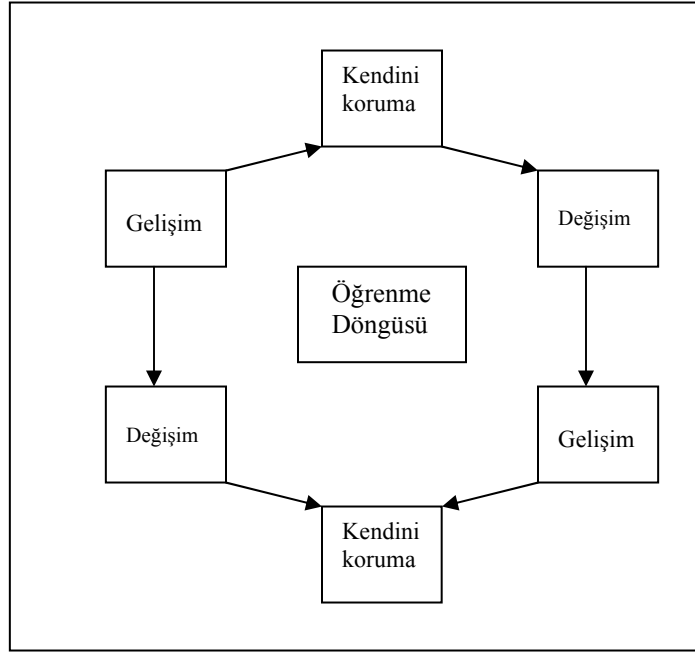 Kendini
koruma
Gelişim
Değişim
Öğrenme
Döngüsü
Değişim
Gelişim
Kendini
koruma